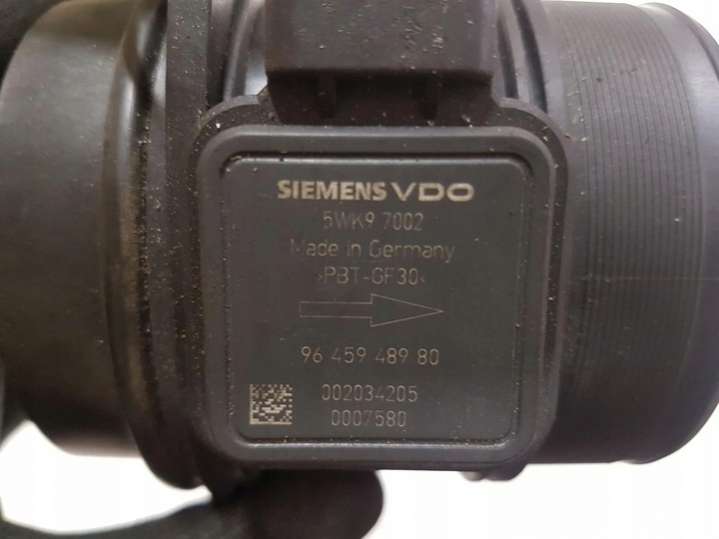 SIEMENS VDO
5WK9 7002
Made in Germany
>PBT-GF30<
96 459 489 80
002034205
0007580